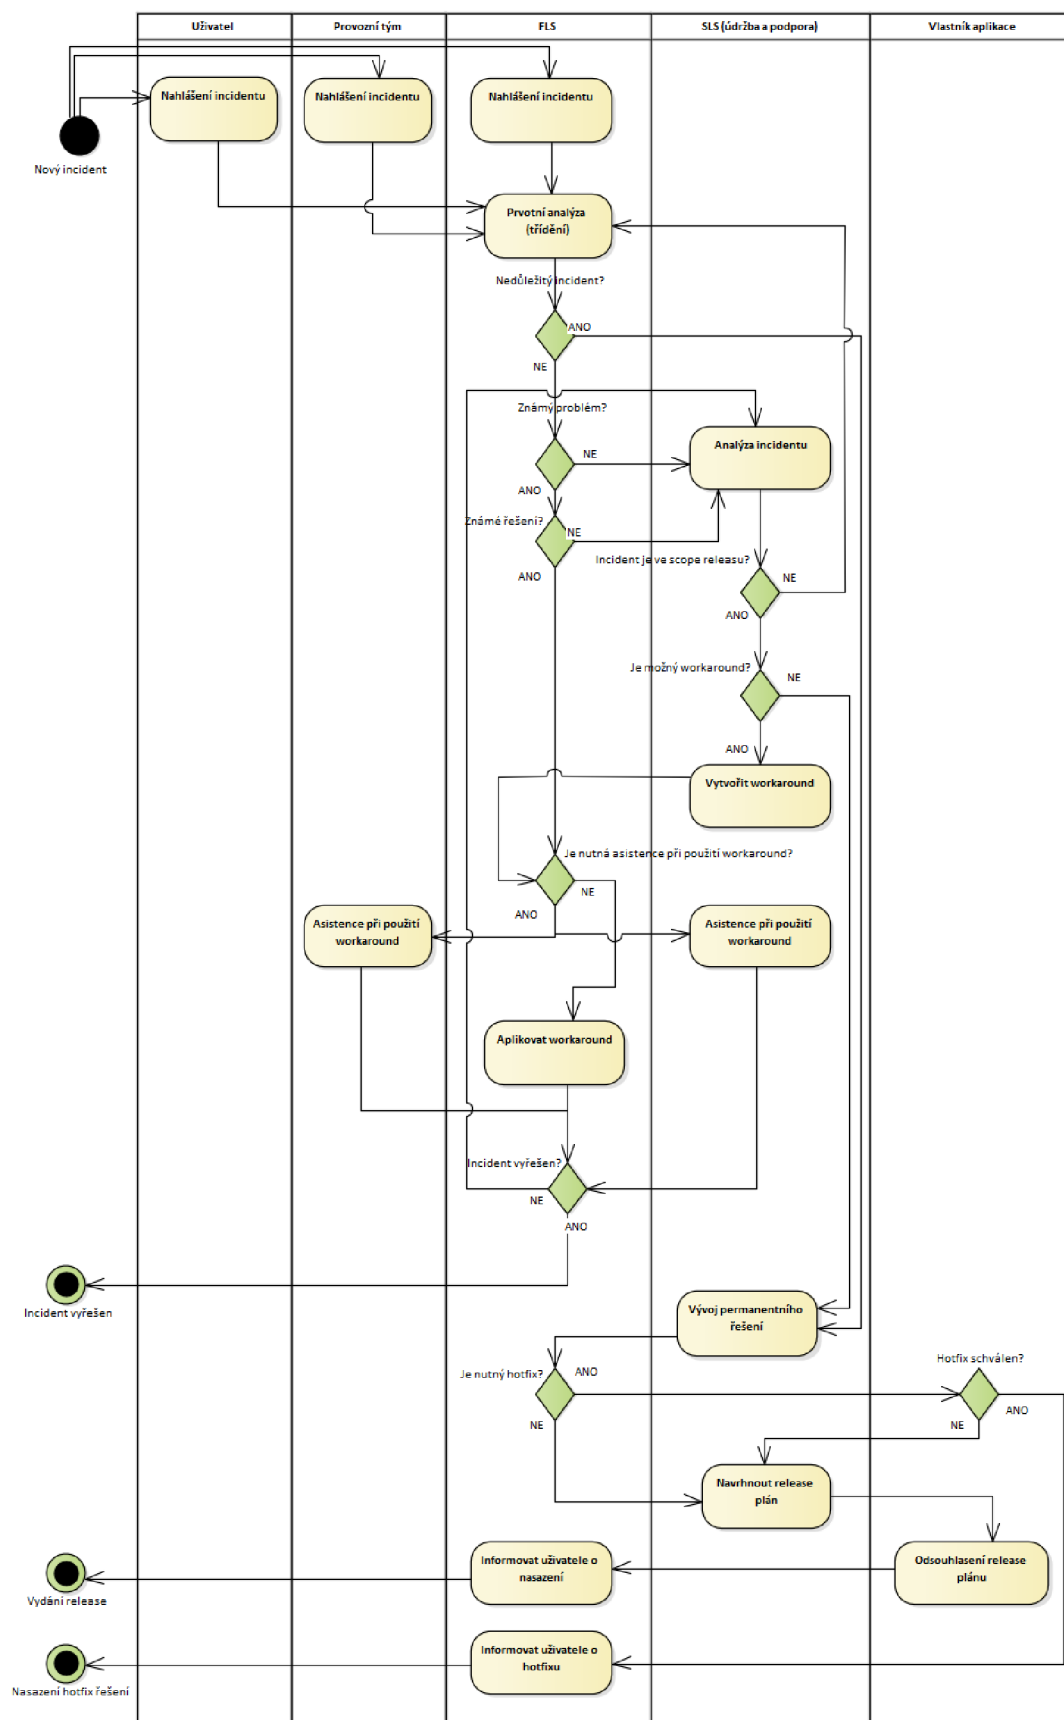 Uživatel
Provozní tým
FLS
SLS (údržba a podpora)
Vlastník aplikace
Nahlášení incidentu
Nahlášení incidentu
Nahlášení incidentu
Nový incident
Prvotní analýza
(třídění)
Nedůležitý incident?
ANO
NE
Známý problém?
Analýza incidentu
NE
ANO
Známé řešení?
NE
Incident je ve scope releasu?
ANO
NE
ANO
Je možný workaround?
NE
ANO
Vytvořit workaround
Je nutná asistence při použití workaround?
NE
ANO
Asistence při použití
workaround
Asistence při použití
workaround
Aplikovat workaround
Incident vyřešen?
NE
ANO
Incident vyřešen
Vývoj permanentního
řešení
Je nutný hotfix?
ANO
Hotfix schválen?
NE
NE
ANO
Navrhnout release
plán
Informovat uživatele o
nasazení
Odsouhlasení release
plánu
Vydání release
Informovat uživatele o
hotfixu
Nasazení hotfix řešení